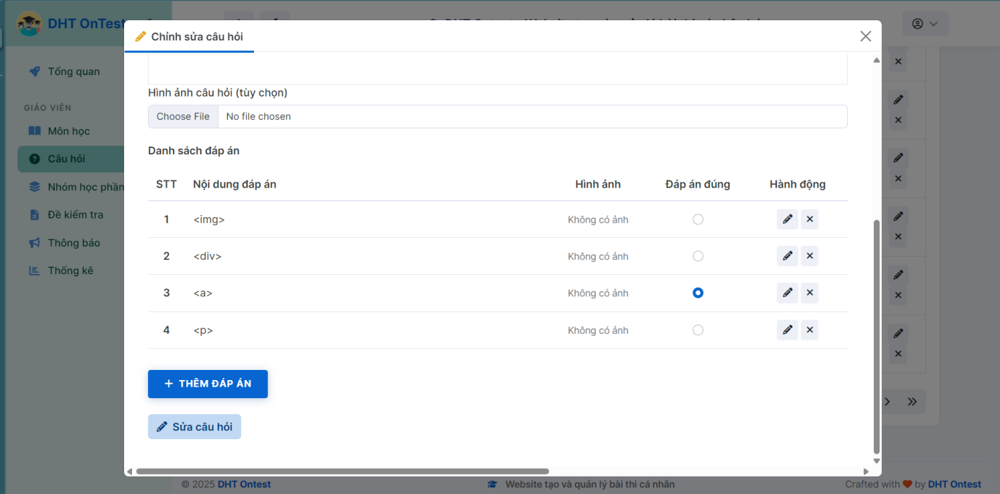 DHT OnTest
Chỉnh sửa câu hỏi
Tổng quan
GIÁO VIÊN
Môn học
Câu hỏi
Nhóm học phần
Đề kiểm tra
Thông báo
Thống kê
Hình ảnh câu hỏi (tùy chọn)
Choose File No file chosen
Danh sách đáp án
STT Nội dung đáp án Hình ảnh Đáp án đúng Hành động
1 <img> Không có ảnh
2 <div> Không có ảnh
3 <a> Không có ảnh
4 <p> Không có ảnh
+ THÊM ĐÁP ÁN
Sửa câu hỏi
© 2025 DHT Ontest
Website tạo và quản lý bài thi cá nhân
Crafted with ❤ by DHT Ontest